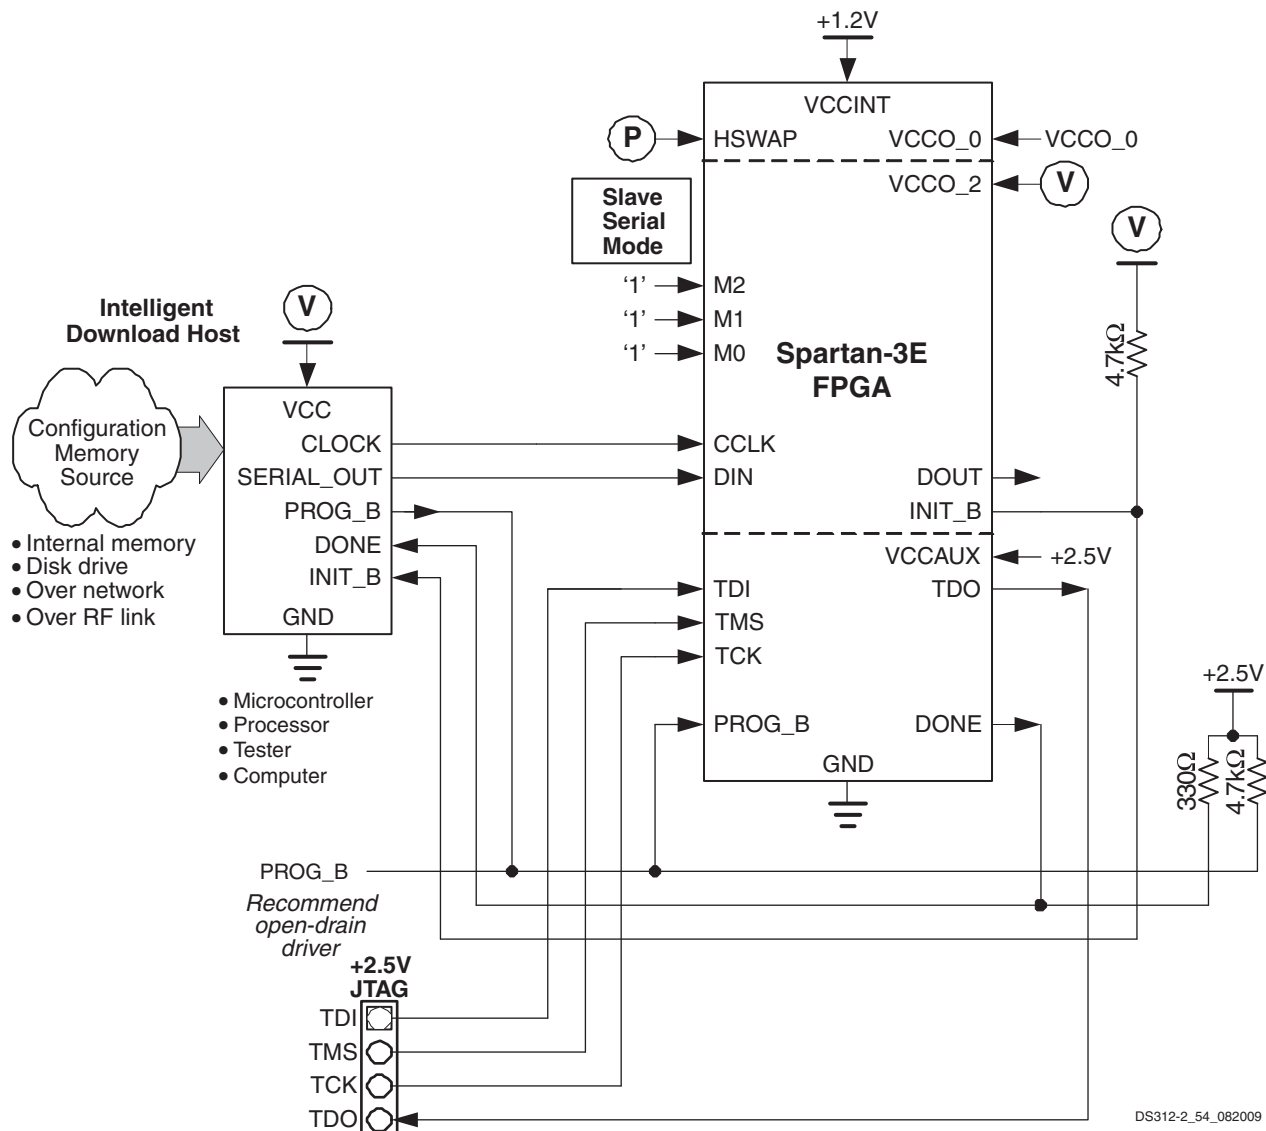 +1.2V
VCCINT
P
HSWAP
VCCO_0
VCCO_0
VCCO_2
V
Slave
Serial
Mode
V
‘1’
M2
‘1’
M1
‘1’
M0
Spartan-3E
FPGA
4.7kΩ
Intelligent
Download Host
V
Configuration
Memory
Source
VCC
CLOCK
SERIAL_OUT
PROG_B
DONE
INIT_B
GND
• Internal memory
• Disk drive
• Over network
• Over RF link
• Microcontroller
• Processor
• Tester
• Computer
CCLK
DIN
DOUT
INIT_B
VCCAUX
+2.5V
TDI
TDO
TMS
TCK
PROG_B
DONE
GND
+2.5V
330Ω
4.7kΩ
PROG_B
Recommend
open-drain
driver
+2.5V
JTAG
TDI
TMS
TCK
TDO
DS312-2_54_082009